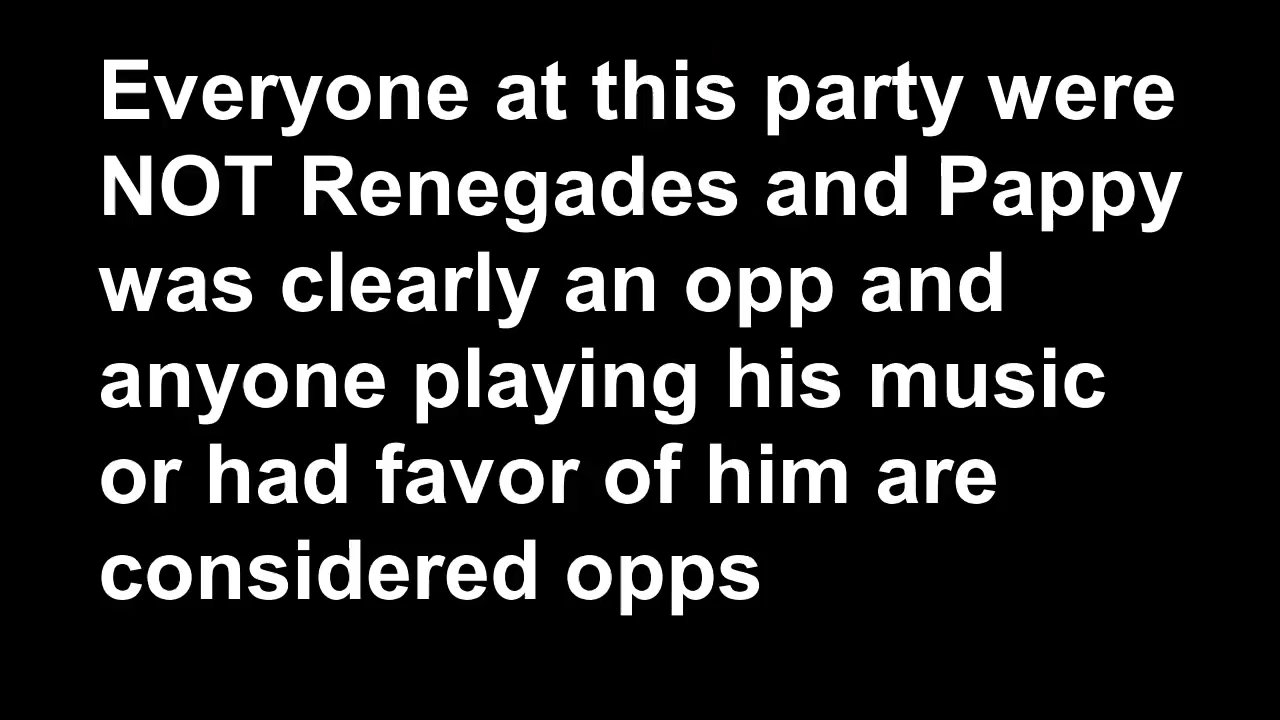 Everyone at this party were
NOT Renegades and Pappy
was clearly an opp and
anyone playing his music
or had favor of him are
considered opps